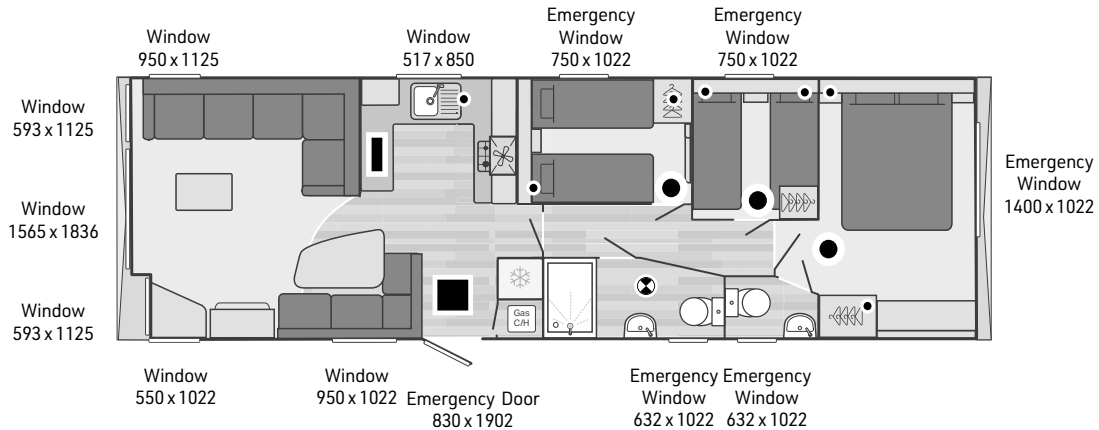 Window
950 x 1125
Window
517 x 850
Emergency
Window
750 x 1022
Emergency
Window
750 x 1022
Window
593 x 1125
Window
1565 x 1836
Window
593 x 1125
Emergency
Window
1400 x 1022
Gas
C/H
Window
550 x 1022
Window
950 x 1022
Emergency Door
830 x 1902
Emergency
Window
632 x 1022
Emergency
Window
632 x 1022